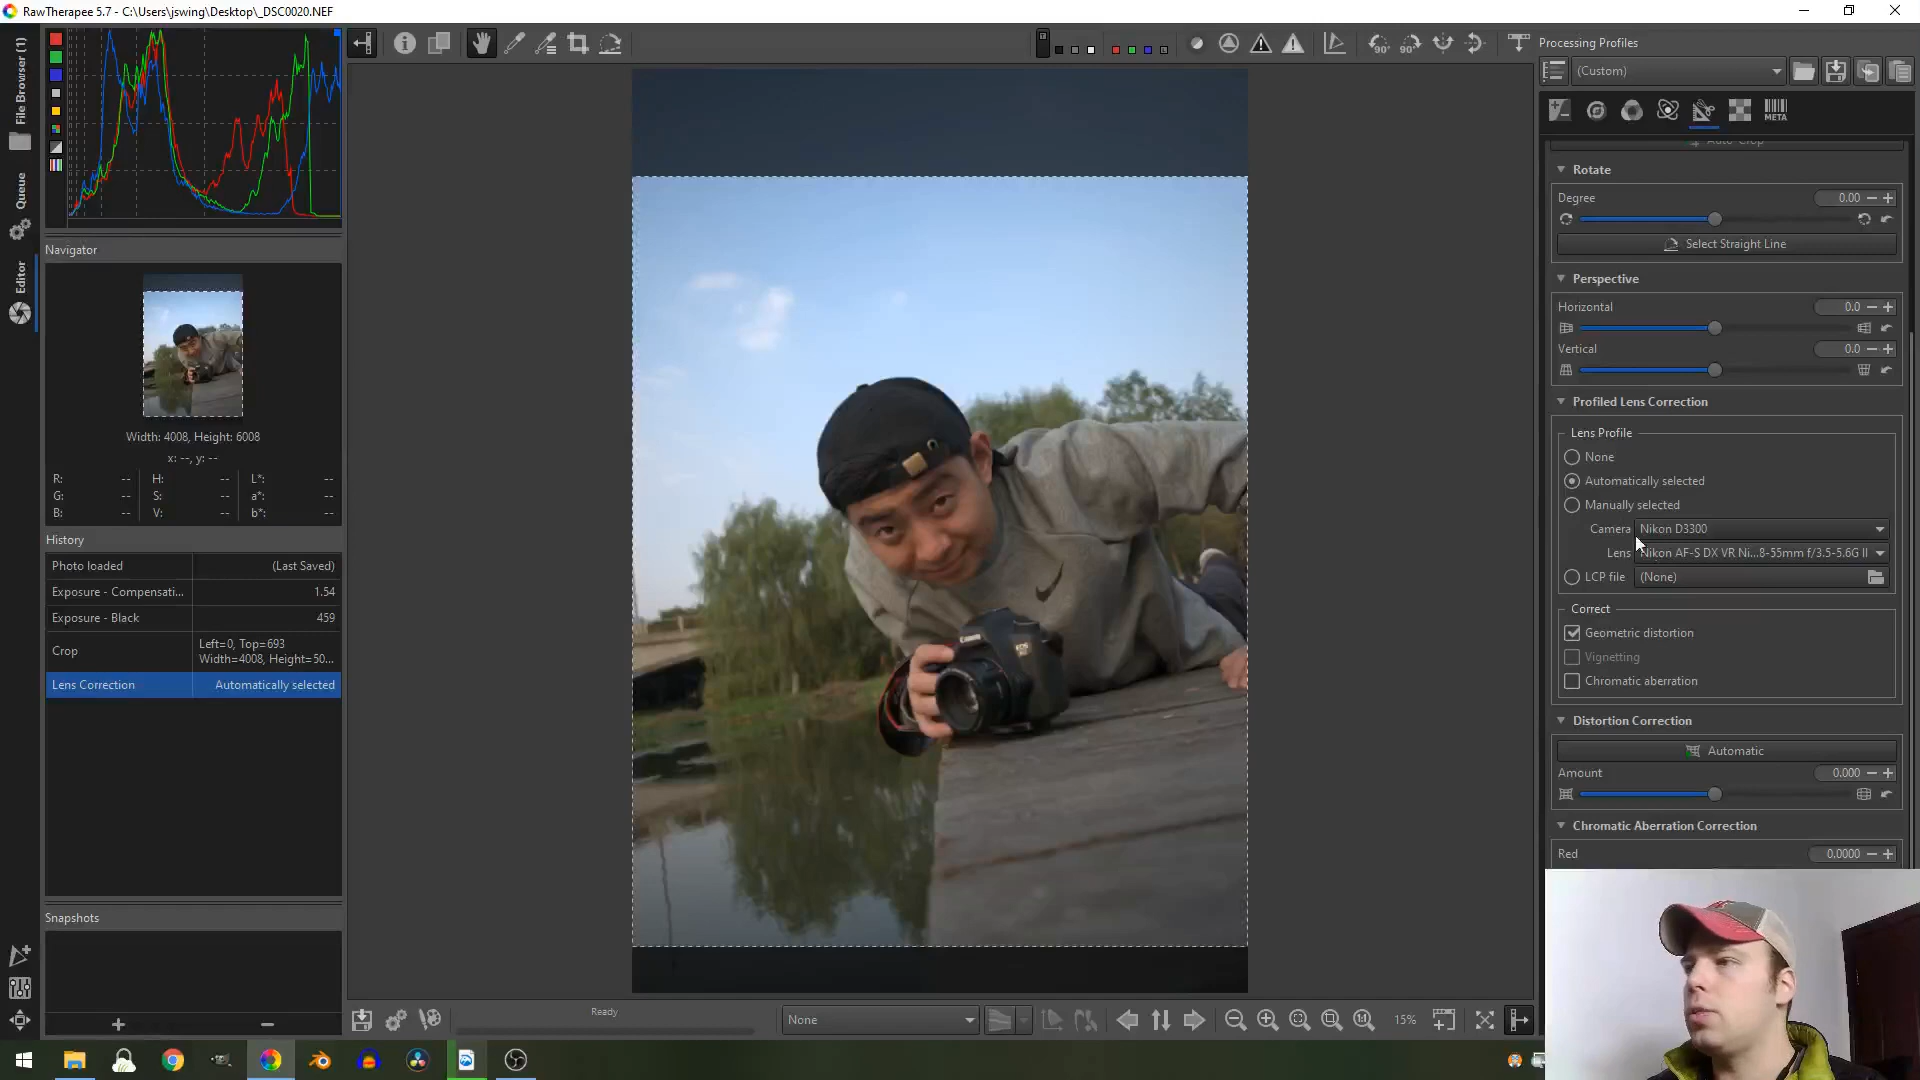 RawTherapee 5.7 - C:\Users\jswing\Desktop\_DSC0020.NEF
File Browser (1)
Queue
Editor
Navigator
Width: 4008, Height: 6008
x: --, y: --
R: -- H: -- L*: --
G: -- S: -- a*: --
B: -- V: -- b*: --
History
Photo loaded (Last Saved)
Exposure - Compensati... 1.54
Exposure - Black 459
Crop Left=0, Top=693
Width=4008, Height=50...
Lens Correction Automatically selected
Snapshots
Ready
None
15%
Processing Profiles
(Custom)
META
Auto-Crop
Rotate
Degree 0.00
Select Straight Line
Perspective
Horizontal 0.0
Vertical 0.0
Profiled Lens Correction
Lens Profile
None
Automatically selected
Manually selected
Camera Nikon D3300
Lens Nikon AF-S DX VR Ni...8-55mm f/3.5-5.6G II
LCP file (None)
Correct
Geometric distortion
Vignetting
Chromatic aberration
Distortion Correction
Automatic
Amount 0.000
Chromatic Aberration Correction
Red 0.0000
Canon